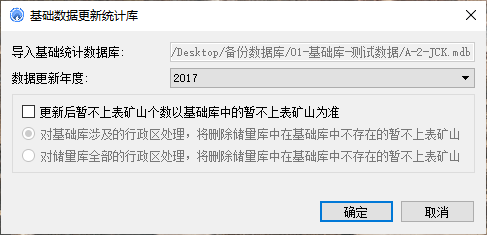 基础数据更新统计库
导入基础统计数据库: /Desktop/备份数据库/01-基础库-测试数据/A-2-JCK.mdb
数据更新年度: 2017
更新后暂不上表矿山个数以基础库中的暂不上表矿山为准
对基础库涉及的行政区处理，将删除储量库中在基础库中不存在的暂不上表矿山
对储量库全部的行政区处理，将删除储量库中在基础库中不存在的暂不上表矿山
确定 取消